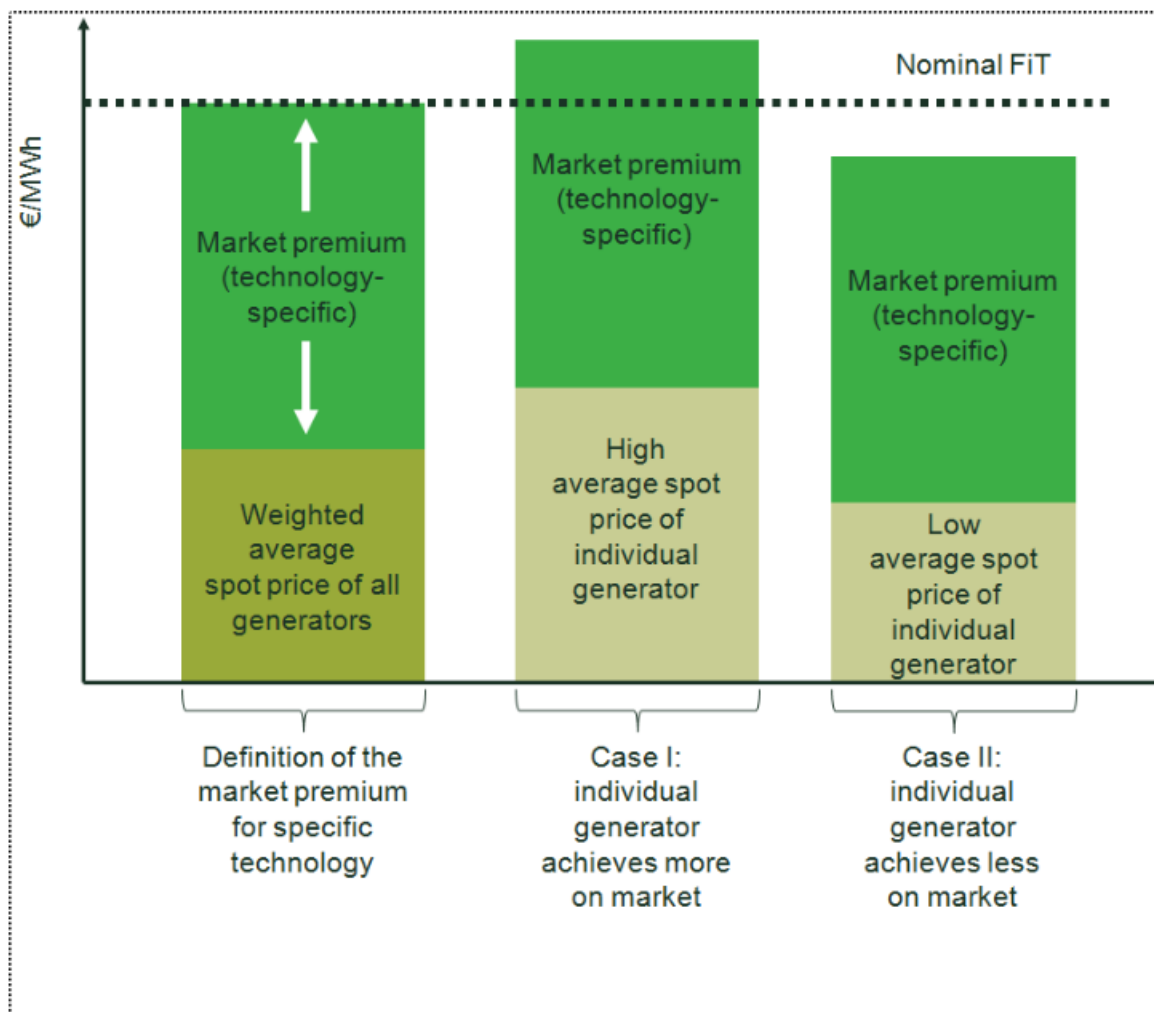 Nominal FiT
€/MWh
Market premium
(technology-
specific)
Weighted
average
spot price of all
generators
Market premium
(technology-
specific)
High
average spot
price of
individual
generator
Market premium
(technology-
specific)
Low
average spot
price of
individual
generator
Definition of the
market premium
for specific
technology
Case I:
individual
generator
achieves more
on market
Case II:
individual
generator
achieves less
on market